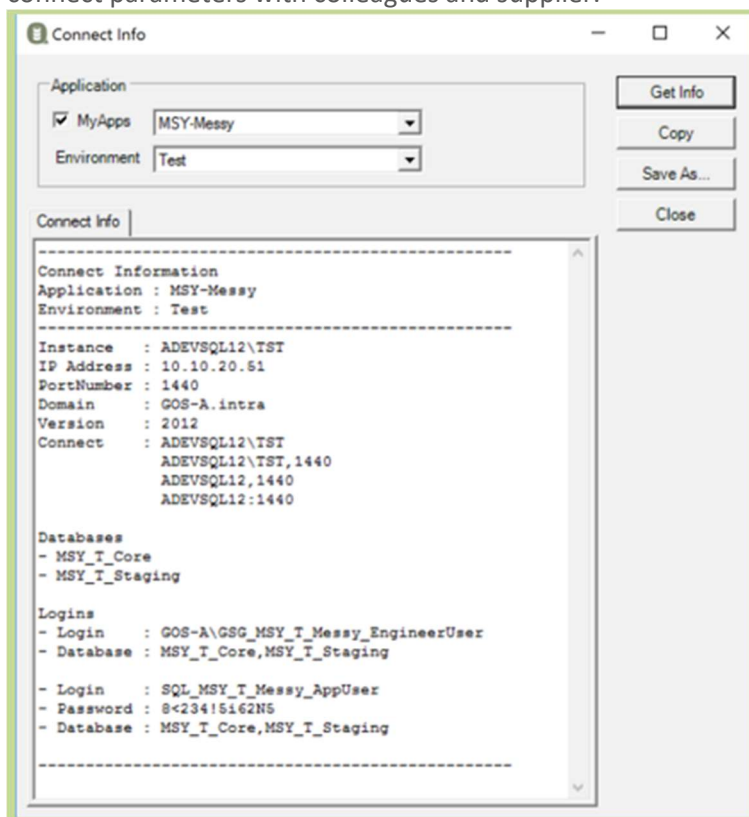 connect parameters with colleagues and supplier.
Connect Info
Application
MyApps MSY-Messy
Environment Test
Get Info
Copy
Save As...
Close
Connect Info
--------------------------------------------------
Connect Information
Application : MSY-Messy
Environment : Test
--------------------------------------------------
Instance : ADEVSQL12\TST
IP Address : 10.10.20.51
PortNumber : 1440
Domain : GOS-A.intra
Version : 2012
Connect : ADEVSQL12\TST
ADEVSQL12\TST,1440
ADEVSQL12,1440
ADEVSQL12:1440
Databases
- MSY_T_Core
- MSY_T_Staging
Logins
- Login : GOS-A\GSG_MSY_T_Messy_EngineerUser
- Database : MSY_T_Core,MSY_T_Staging
- Login : SQL_MSY_T_Messy_AppUser
- Password : 8<234!5i62N5
- Database : MSY_T_Core,MSY_T_Staging
--------------------------------------------------